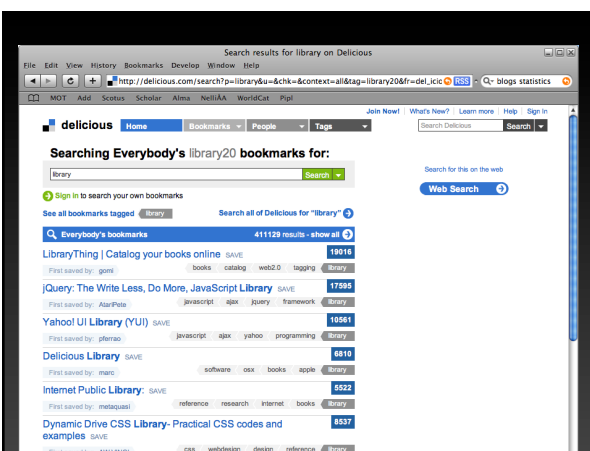 Search results for library on Delicious
File Edit View History Bookmarks Develop Window Help
http://delicious.com/search?p=library&u=&chk=&context=all&tag=library20&fr=del_icic RSS blogs statistics
MOT Add Scotus Scholar Alma NelliÄÄ WorldCat Pipl
Join Now! What's New? Learn more Help Sign In
delicious Home Bookmarks People Tags Search Delicious Search
Searching Everybody's library20 bookmarks for:
library Search
Search for this on the web
Web Search
Sign in to search your own bookmarks
See all bookmarks tagged library Search all of Delicious for "library"
Everybody's bookmarks 411129 results - show all
LibraryThing | Catalog your books online SAVE 19016
First saved by: gomi books catalog web2.0 tagging library
jQuery: The Write Less, Do More, JavaScript Library SAVE 17595
First saved by: AtariPete javascript ajax jquery framework library
Yahoo! UI Library (YUI) SAVE 10561
First saved by: pferrao javascript ajax yahoo programming library
Delicious Library SAVE 6810
First saved by: marc software osx books apple library
Internet Public Library: SAVE 5522
First saved by: metaquasi reference research internet books library
Dynamic Drive CSS Library- Practical CSS codes and 8537
examples SAVE
css webdesign design reference library